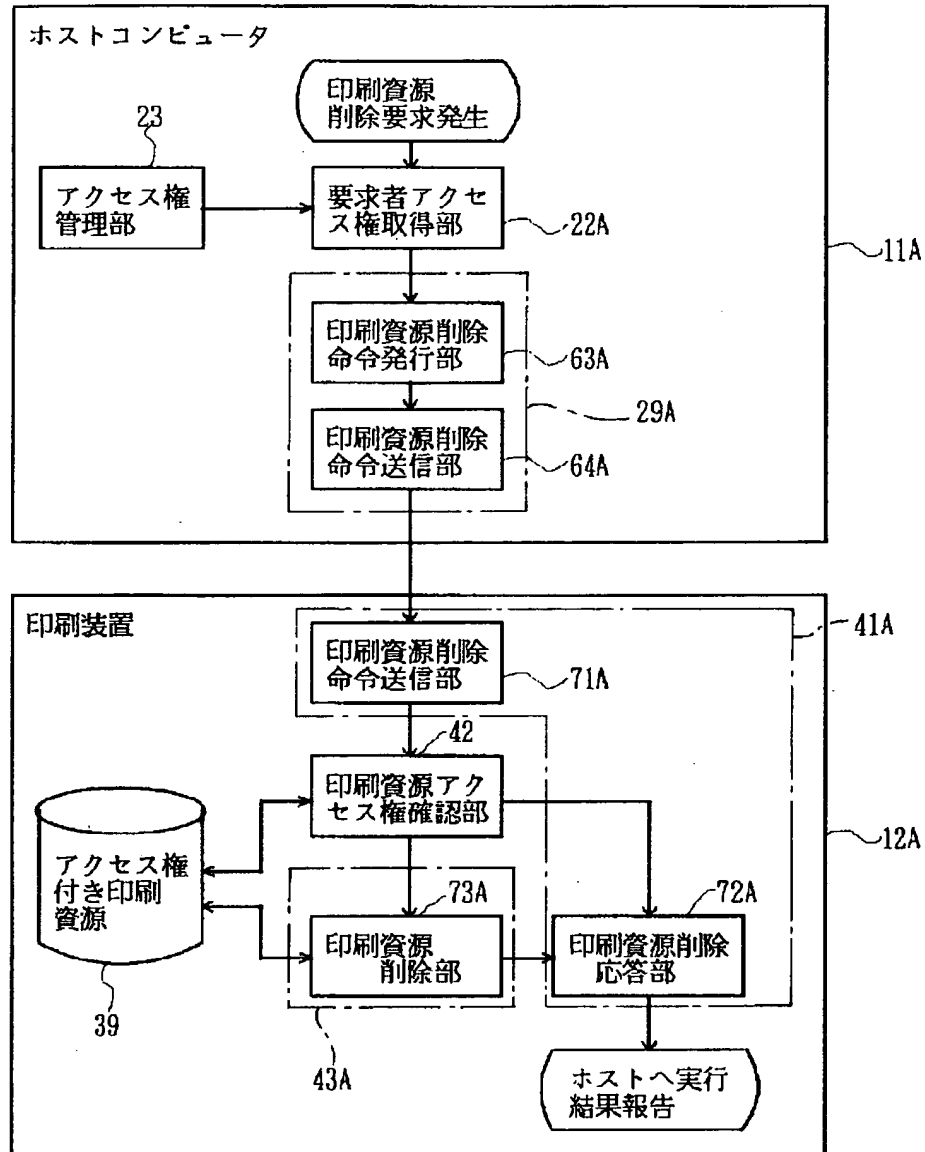 ホストコンピュータ
印刷資源
削除要求発生
23
アクセス権
管理部
要求者アクセ
ス権取得部
22A
11A
印刷資源削除
命令発行部
63A
29A
印刷資源削除
命令送信部
64A
印刷装置
41A
印刷資源削除
命令送信部
71A
42
印刷資源アク
セス権確認部
12A
アクセス権
付き印刷
資源
39
73A
印刷資源
削除部
43A
72A
印刷資源削除
応答部
ホストへ実行
結果報告